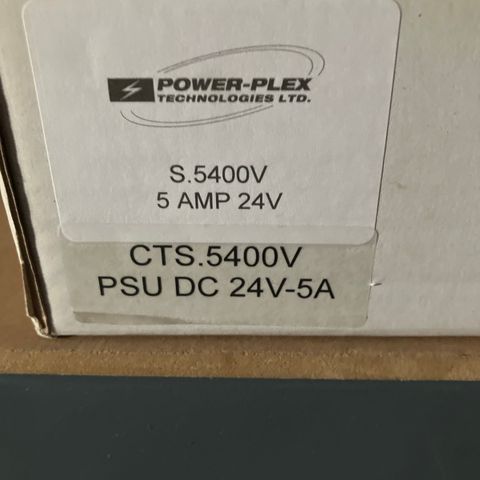 POWER-PLEX
TECHNOLOGIES LTD.
S.5400V
5 AMP 24V
CTS.5400V
PSU DC 24V-5A